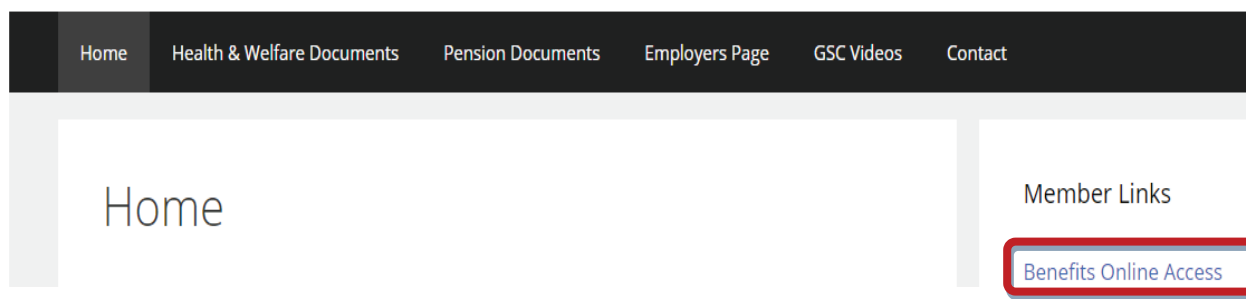 Home Health & Welfare Documents Pension Documents Employers Page GSC Videos Contact
Home
Member Links
Benefits Online Access